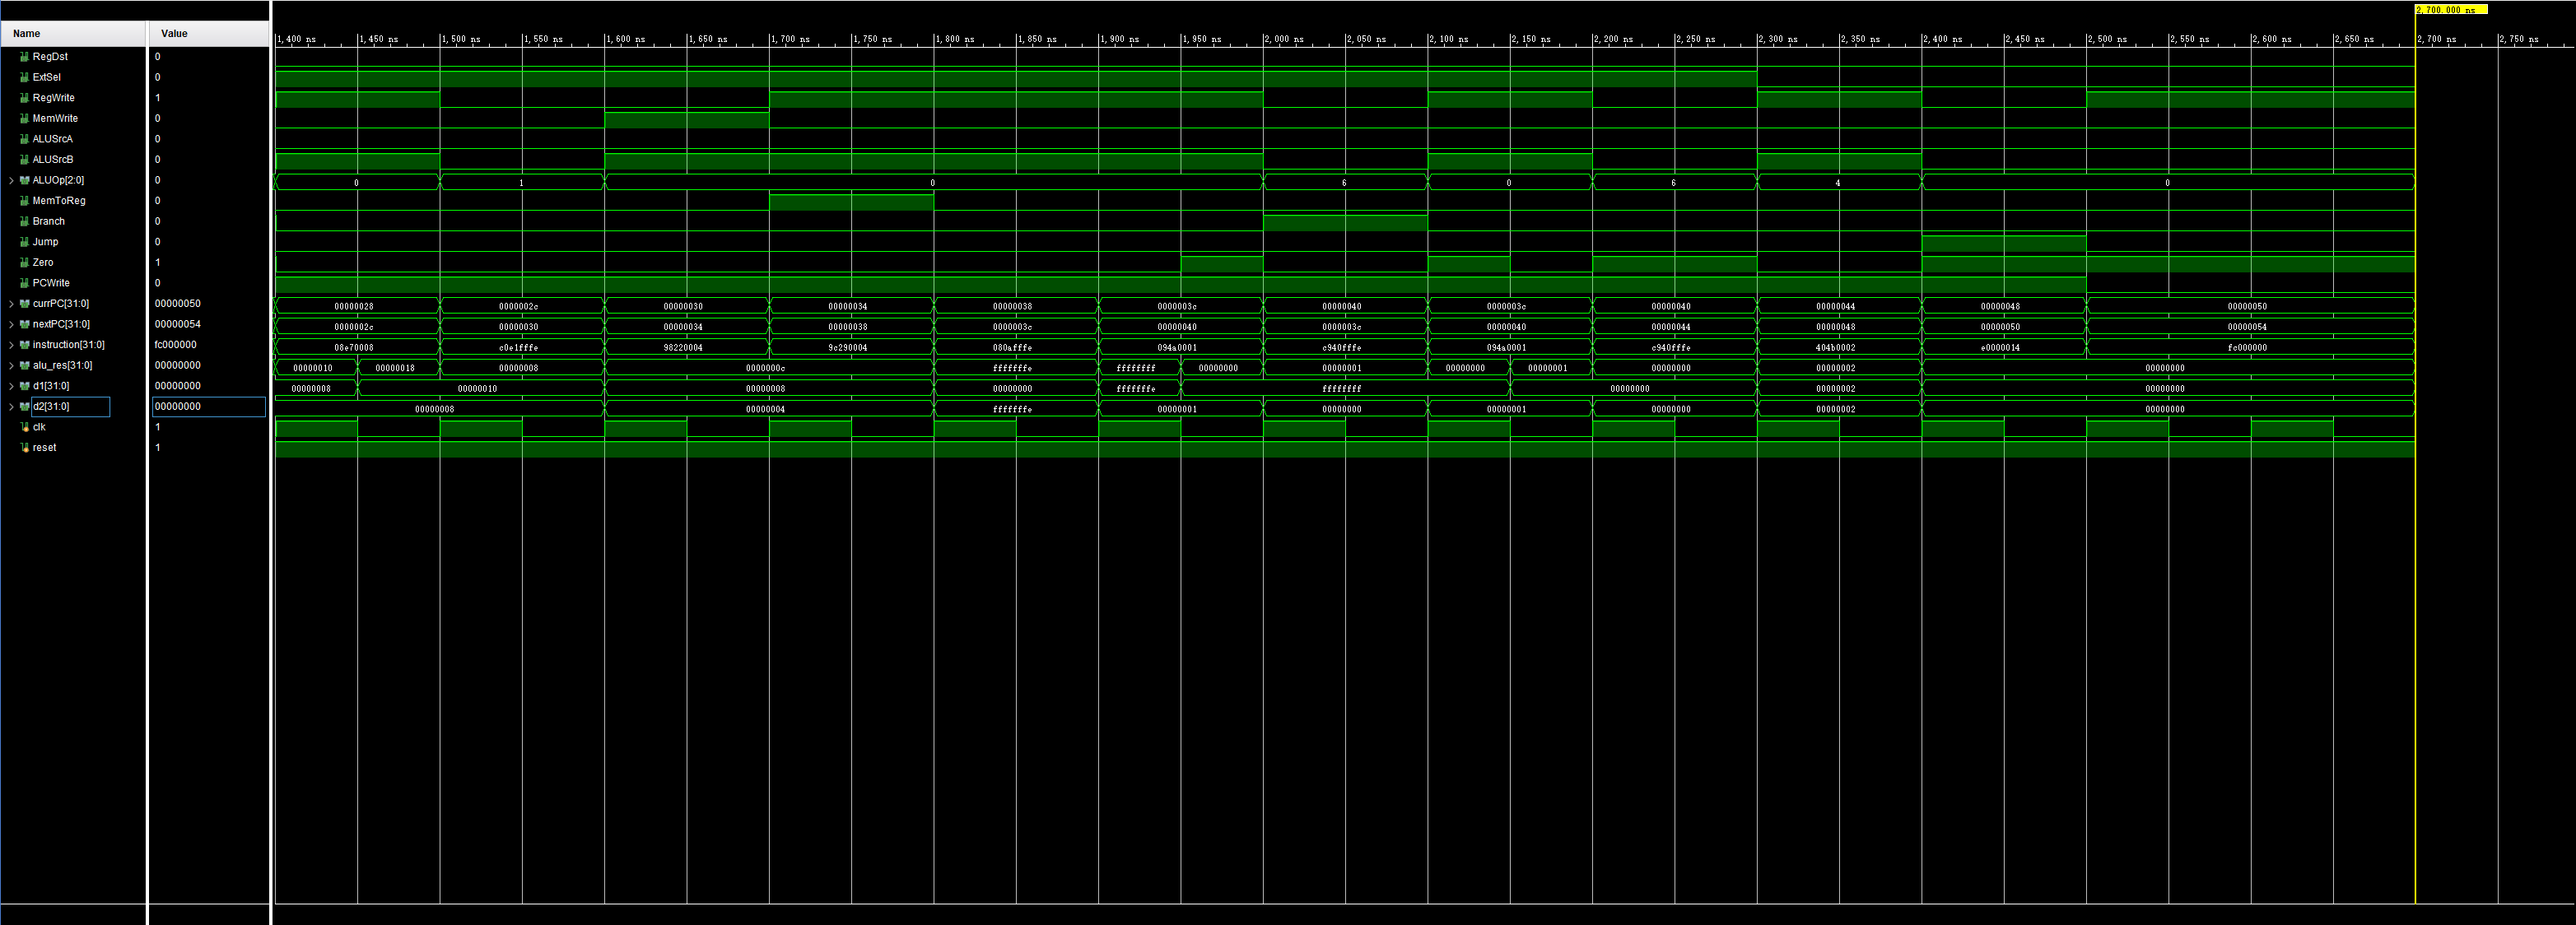 2,700.000 ns
Name Value
1,400 ns 1,450 ns 1,500 ns 1,550 ns 1,600 ns 1,650 ns 1,700 ns 1,750 ns 1,800 ns 1,850 ns 1,900 ns 1,950 ns 2,000 ns 2,050 ns 2,100 ns 2,150 ns 2,200 ns 2,250 ns 2,300 ns 2,350 ns 2,400 ns 2,450 ns 2,500 ns 2,550 ns 2,600 ns 2,650 ns 2,700 ns 2,750 ns
RegDst 0
ExtSel 0
RegWrite 1
MemWrite 0
ALUSrcA 0
ALUSrcB 0
ALUOp[2:0] 0 0 1 0 6 0 6 4 0
MemToReg 0
Branch 0
Jump 0
Zero 1
PCWrite 0
currPC[31:0] 00000050 00000028 0000002c 00000030 00000034 00000038 0000003c 00000040 0000003c 00000040 00000044 00000048 00000050
nextPC[31:0] 00000054 0000002c 00000030 00000034 00000038 0000003c 00000040 0000003c 00000040 00000044 00000048 00000050 00000054
instruction[31:0] fc000000 08e70008 c0e1fffe 98220004 9c290004 080afffe 094a0001 c940fffe 094a0001 c940fffe 404b0002 e0000014 fc000000
alu_res[31:0] 00000000 00000010 00000018 00000008 0000000c fffffffe ffffffff 00000000 00000001 00000000 00000001 00000000 00000002 00000000
d1[31:0] 00000000 00000008 00000010 00000008 00000000 fffffffe ffffffff 00000000 00000002 00000000
d2[31:0] 00000000 00000008 00000004 fffffffe 00000001 00000000 00000001 00000000 00000002 00000000
clk 1
reset 1